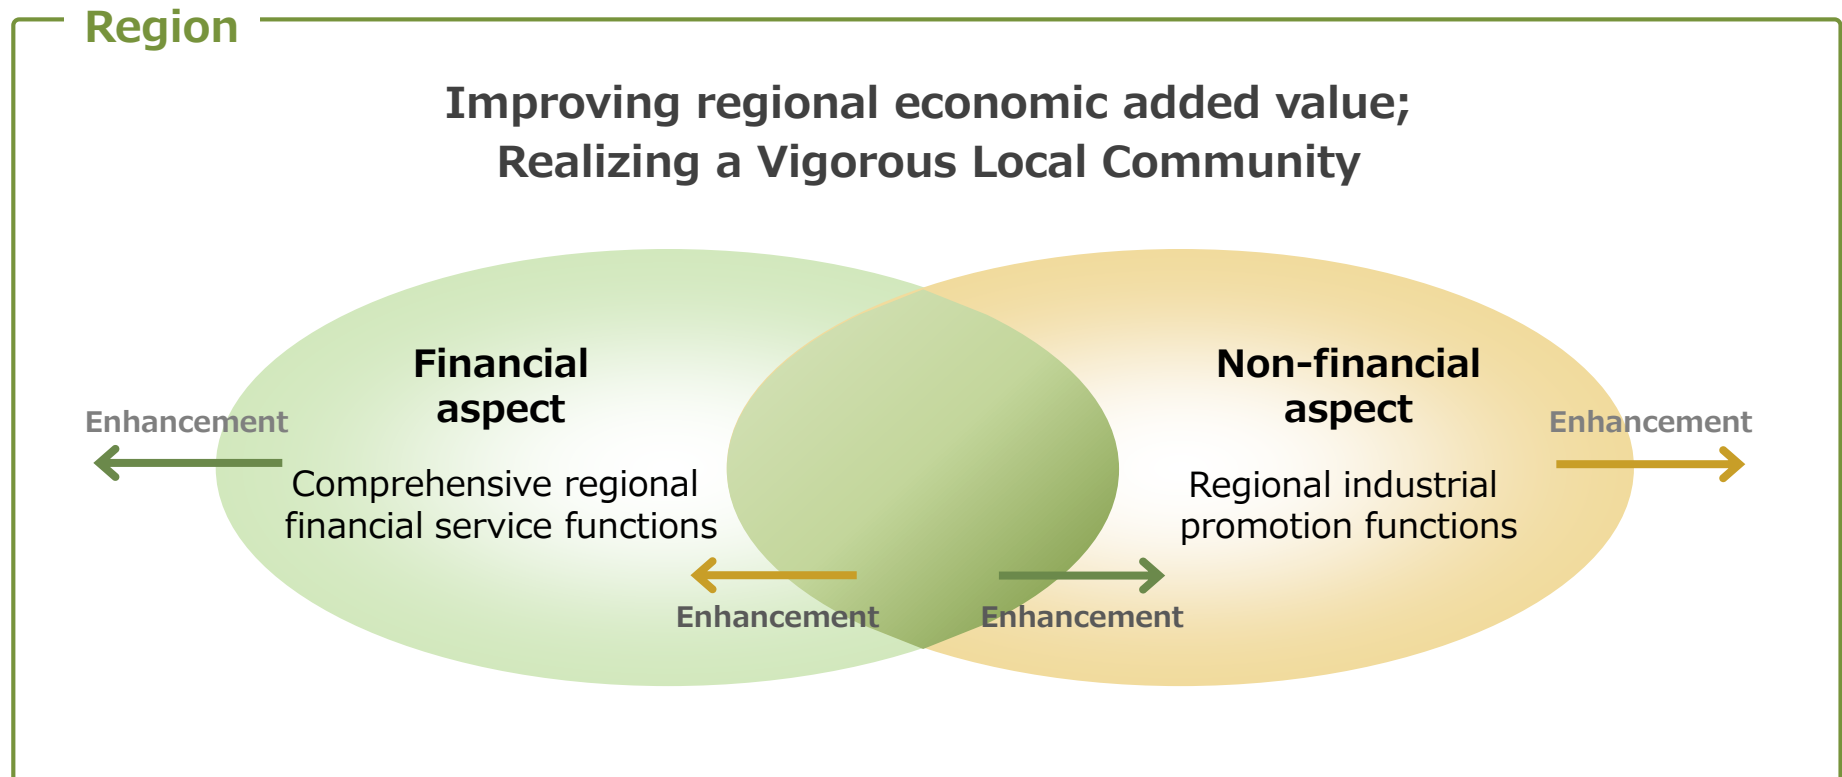 Region
Improving regional economic added value;
Realizing a Vigorous Local Community
Financial
aspect
Enhancement
Comprehensive regional
financial service functions
Enhancement
Non-financial
aspect
Enhancement
Regional industrial
promotion functions
Enhancement